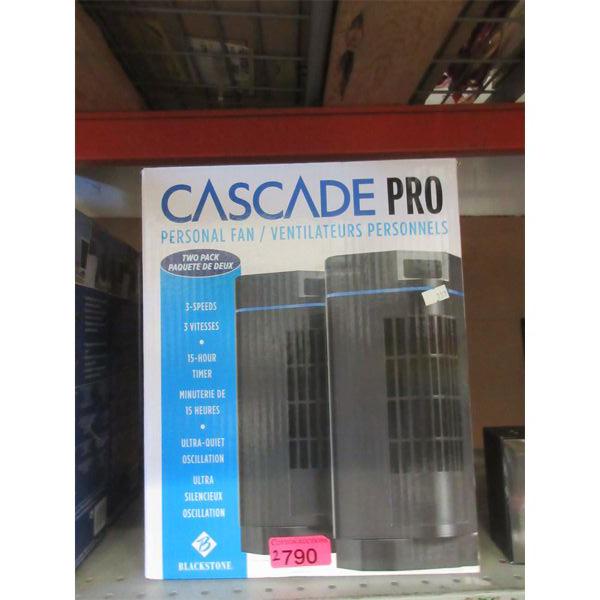 CASCADE PRO
PERSONAL FAN / VENTILATEURS PERSONNELS
TWO PACK
PAQUETE DE DEUX
3-SPEEDS
3 VITESSES
•
15-HOUR
TIMER
MINUTERIE DE
15 HEURES
•
ULTRA-QUIET
OSCILLATION
ULTRA
SILENCIEUX
OSCILLATION
B
BLACKSTONE
2790